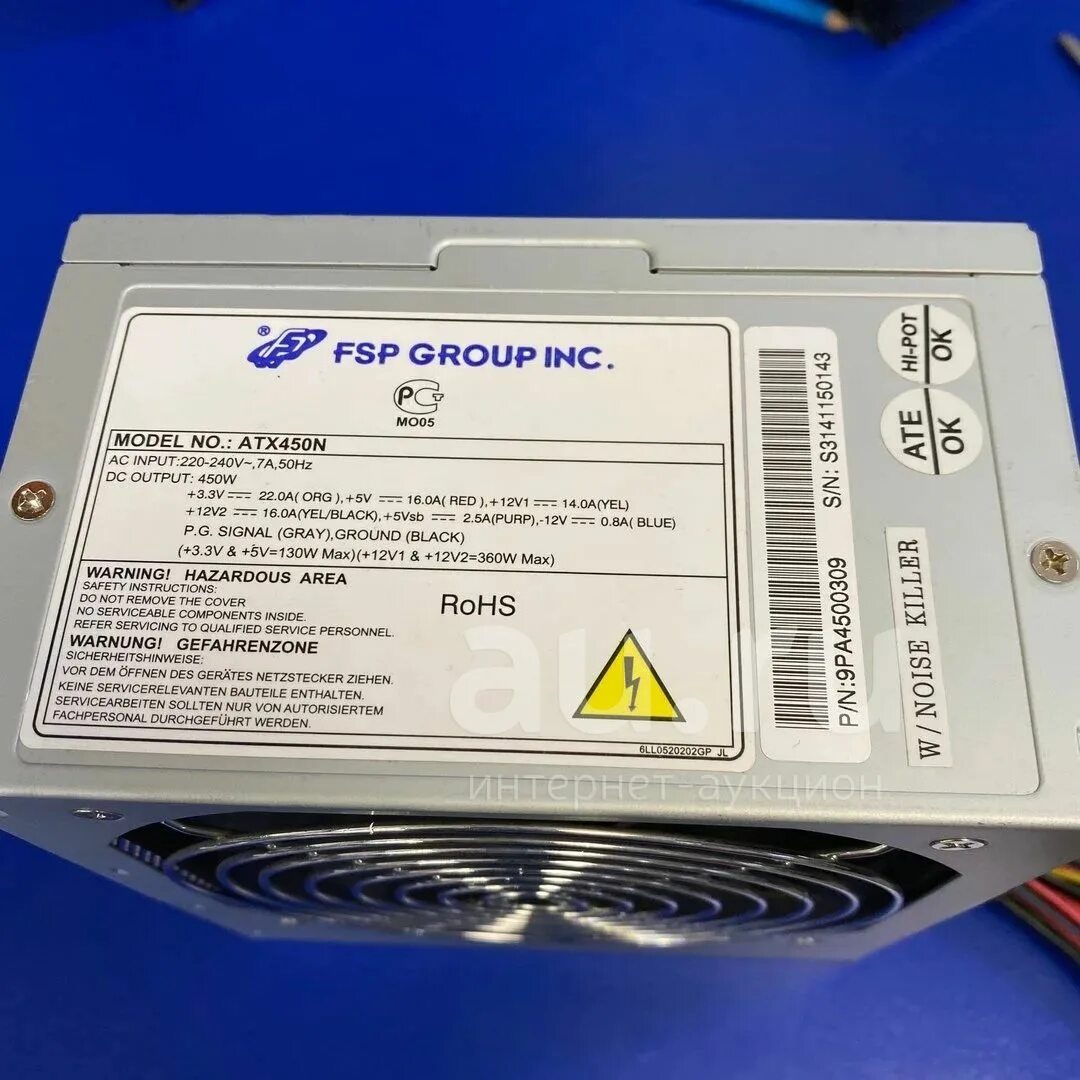 ® FSP GROUP INC.
PCT
MO05
MODEL NO.: ATX450N
AC INPUT:220-240V~,7A,50Hz
DC OUTPUT: 450W
+3.3V ⎓ 22.0A( ORG ),+5V ⎓ 16.0A( RED ),+12V1 ⎓ 14.0A(YEL)
+12V2 ⎓ 16.0A(YEL/BLACK),+5Vsb ⎓ 2.5A(PURP),-12V ⎓ 0.8A( BLUE)
P.G. SIGNAL (GRAY),GROUND (BLACK)
(+3.3V & +5V=130W Max)(+12V1 & +12V2=360W Max)
WARNING! HAZARDOUS AREA
SAFETY INSTRUCTIONS:
DO NOT REMOVE THE COVER
NO SERVICEABLE COMPONENTS INSIDE.
REFER SERVICING TO QUALIFIED SERVICE PERSONNEL.
WARNUNG! GEFAHRENZONE
SICHERHEITSHINWEISE:
VOR DEM ÖFFNEN DES GERÄTES NETZSTECKER ZIEHEN.
KEINE SERVICERELEVANTEN BAUTEILE ENTHALTEN.
SERVICEARBEITEN SOLLTEN NUR VON AUTORISIERTEM
FACHPERSONAL DURCHGEFÜHRT WERDEN.
RoHS
6LL0520202GP JL
S/N: S3141150143
P/N:9PA4500309
HI-POT
OK
ATE
OK
W/NOISE KILLER
au.ru
интернет-аукцион